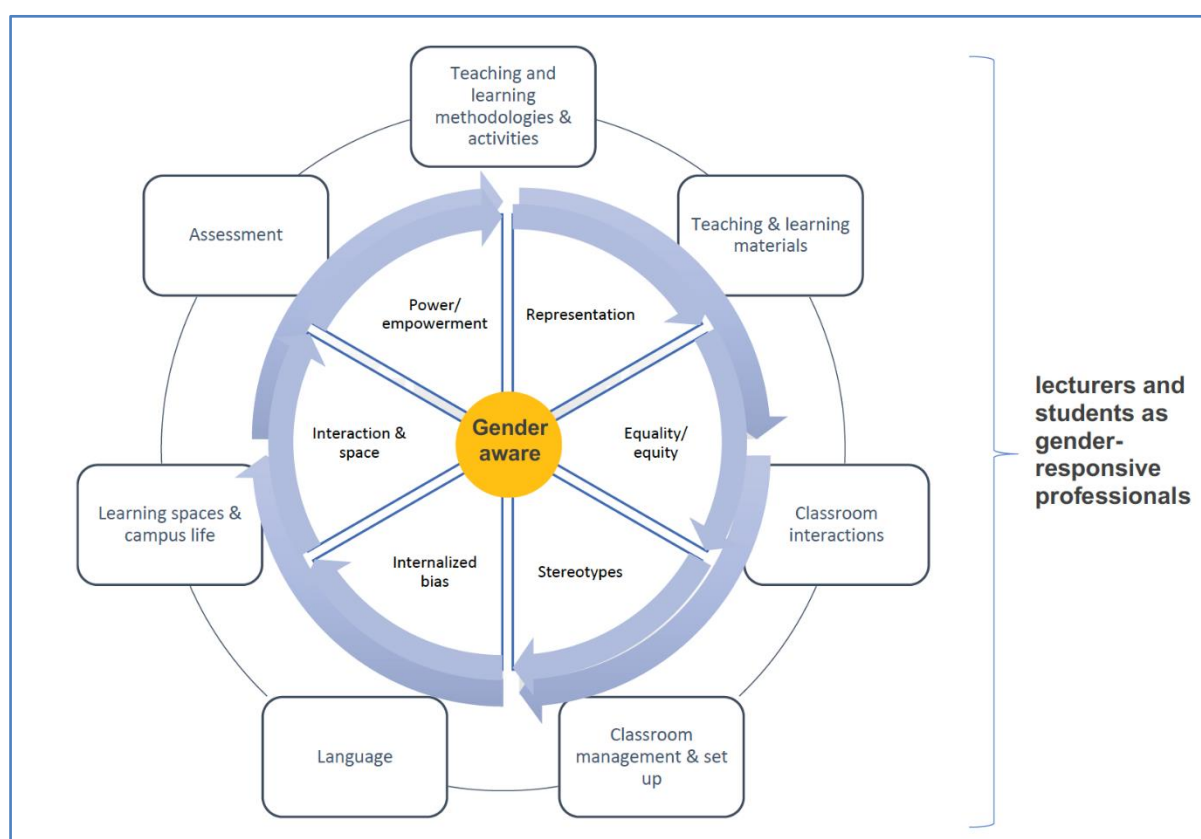 Teaching and
learning
methodologies &
activities
Assessment
Teaching & learning
materials
Power/
empowerment
Representation
Gender
aware
Interaction &
space
Equality/
equity
Internalized
bias
Stereotypes
Learning spaces &
campus life
Classroom
interactions
Language
Classroom
management & set
up
lecturers and
students as
gender-
responsive
professionals